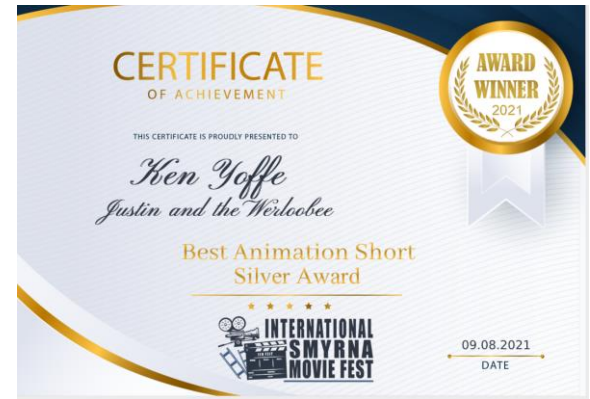 CERTIFICATE
OF ACHIEVEMENT
AWARD
WINNER
2021
THIS CERTIFICATE IS PROUDLY PRESENTED TO
Ken Yoffe
Justin and the Werloobee
Best Animation Short
Silver Award
INTERNATIONAL
SMYRNA
MOVIE FEST
09.08.2021
DATE